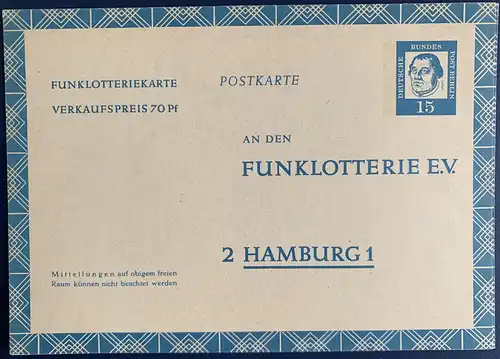 FUNKLOTTERIEKARTE
VERKAUFSPREIS 70 Pf
POSTKARTE
DEUTSCHE
BUNDES
POST BERLIN
15
AN DEN
FUNKLOTTERIE E.V.
2 HAMBURG 1
Mitteilungen auf obigem freien
Raum können nicht beachtet werden